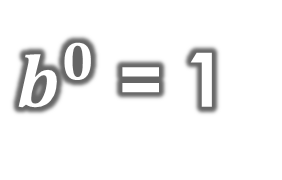 b⁰ = 1